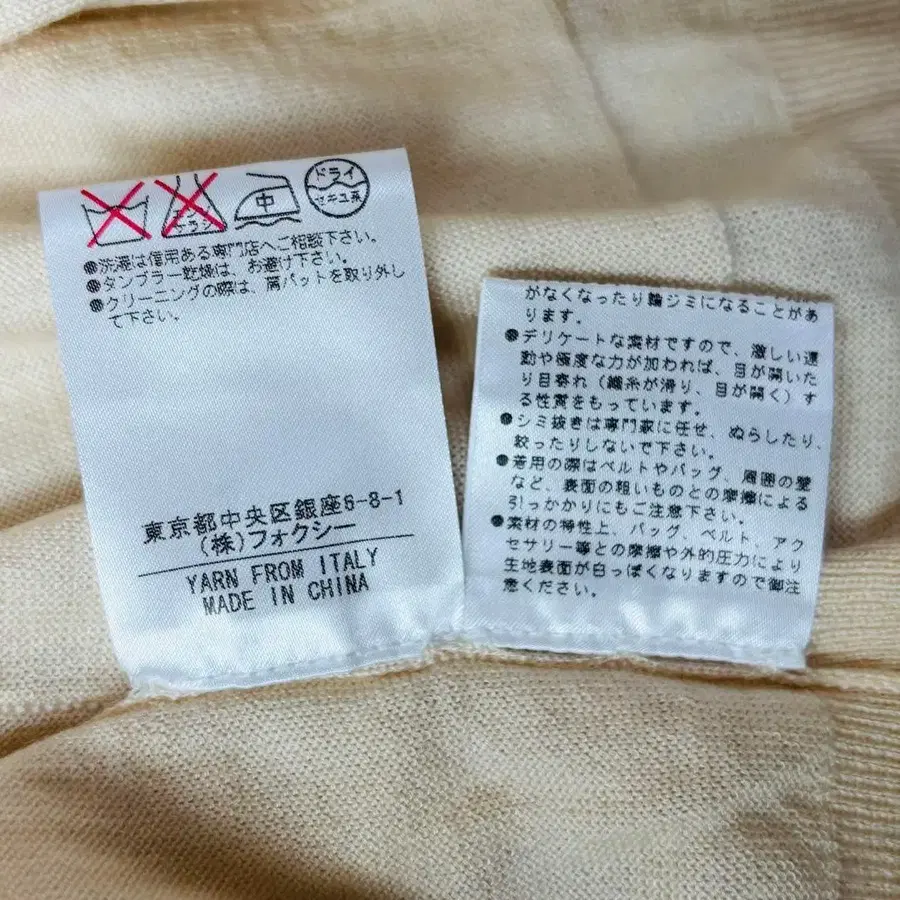 中
ドライ
セキユ系
●洗濯は信用ある専門店へご相談下さい。
●タンブラー乾燥は、お避け下さい。
●クリーニングの際は、肩パットを取り外し
て下さい。
東京都中央区銀座6-8-1
(株)フォクシー
YARN FROM ITALY
MADE IN CHINA
がなくなったり輪ジミになることがあ
ります。
●デリケートな素材ですので、激しい運
動や極度な力が加われば、目が開いた
り目寄れ(織糸が滑り、目が開く)す
る性質をもっています。
●シミ抜きは専門家に任せ、ぬらしたり、
絞ったりしないで下さい。
●着用の際はベルトやバッグ、周囲の壁
など、表面の粗いものとの摩擦による
引っかかりにもご注意下さい。
●素材の特性上、バッグ、ベルト、アク
セサリー等との摩擦や外的圧力により
生地表面が白っぽくなりますので御注
意ください。